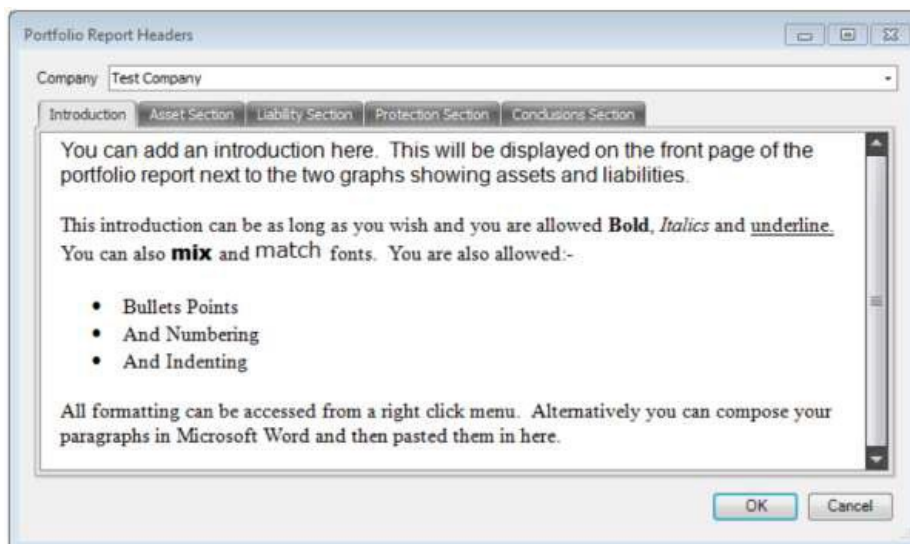 Portfolio Report Headers
Company Test Company
Introduction Asset Section Liability Section Protection Section Conclusions Section
You can add an introduction here. This will be displayed on the front page of the
portfolio report next to the two graphs showing assets and liabilities.
This introduction can be as long as you wish and you are allowed Bold, Italics and underline.
You can also mix and match fonts. You are also allowed:-
• Bullets Points
• And Numbering
• And Indenting
All formatting can be accessed from a right click menu. Alternatively you can compose your
paragraphs in Microsoft Word and then pasted them in here.
OK Cancel